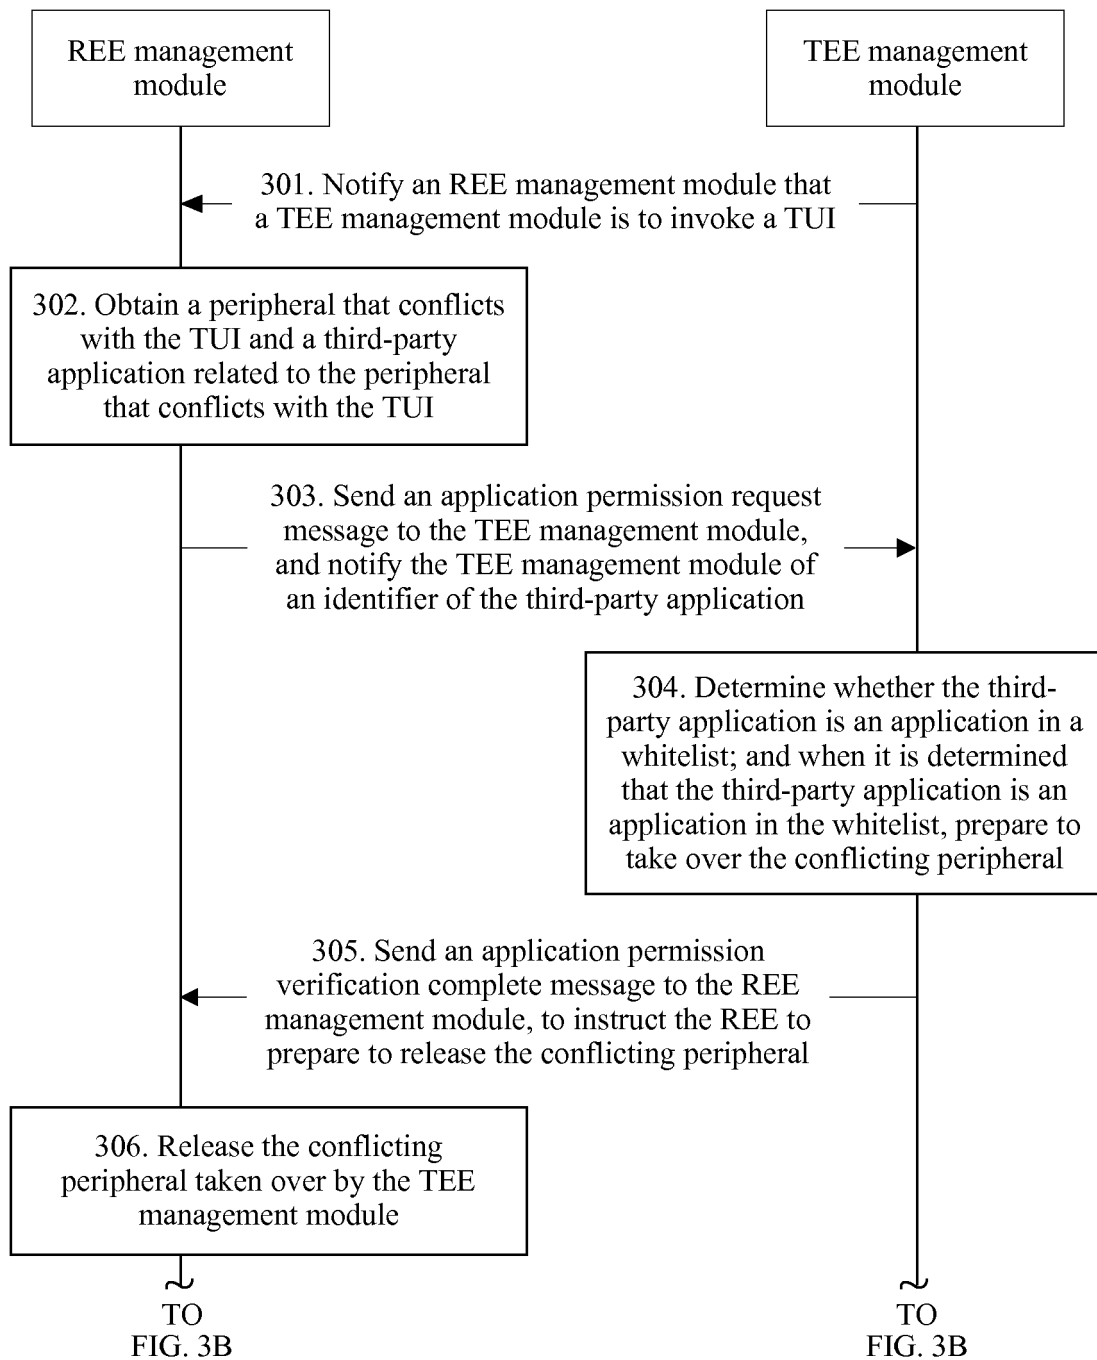 REE management
module
TEE management
module
301. Notify an REE management module that
a TEE management module is to invoke a TUI
302. Obtain a peripheral that conflicts
with the TUI and a third-party
application related to the peripheral
that conflicts with the TUI
303. Send an application permission request
message to the TEE management module,
and notify the TEE management module of
an identifier of the third-party application
304. Determine whether the third-
party application is an application in a
whitelist; and when it is determined
that the third-party application is an
application in the whitelist, prepare to
take over the conflicting peripheral
305. Send an application permission
verification complete message to the REE
management module, to instruct the REE to
prepare to release the conflicting peripheral
306. Release the conflicting
peripheral taken over by the TEE
management module
TO
FIG. 3B
TO
FIG. 3B